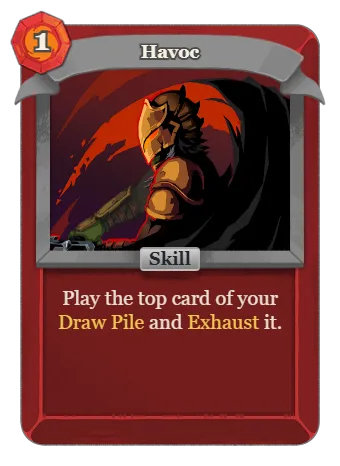 1
Havoc
Skill
Play the top card of your
Draw Pile and Exhaust it.